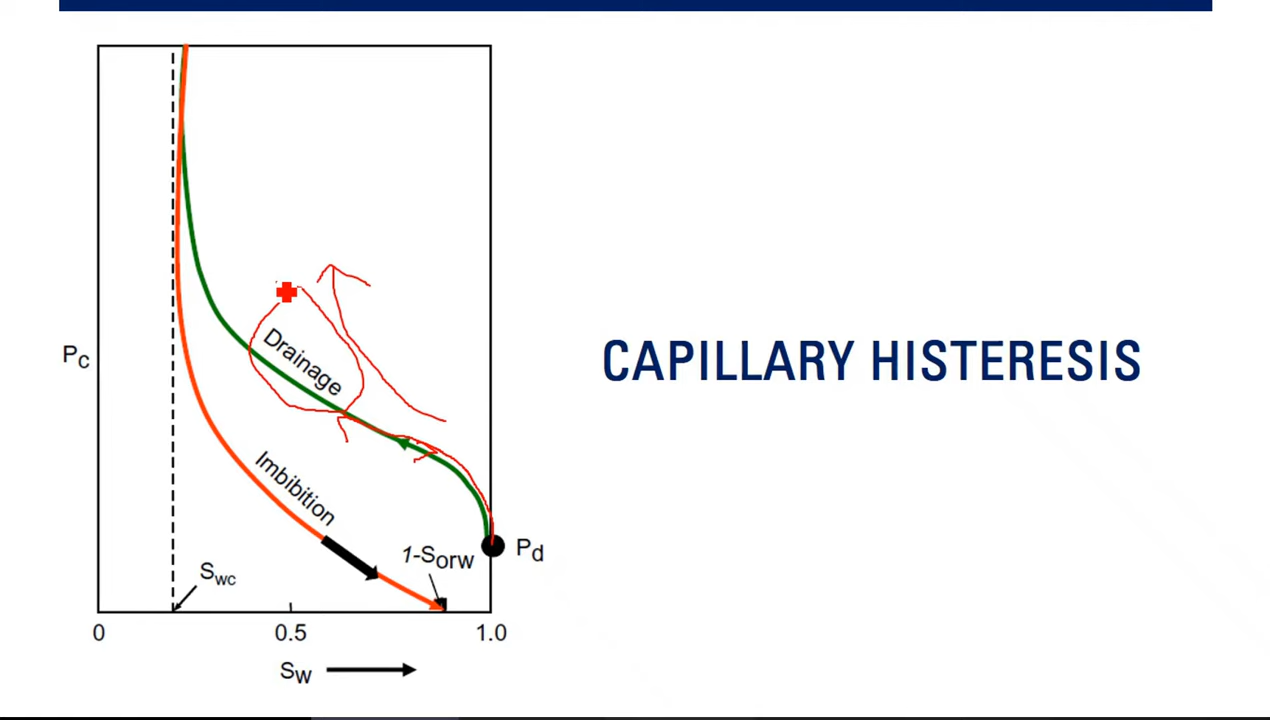 CAPILLARY HISTERESIS
Pc
Drainage
Imbibition
1-Sorw
Pd
Swc
0
0.5
1.0
Sw